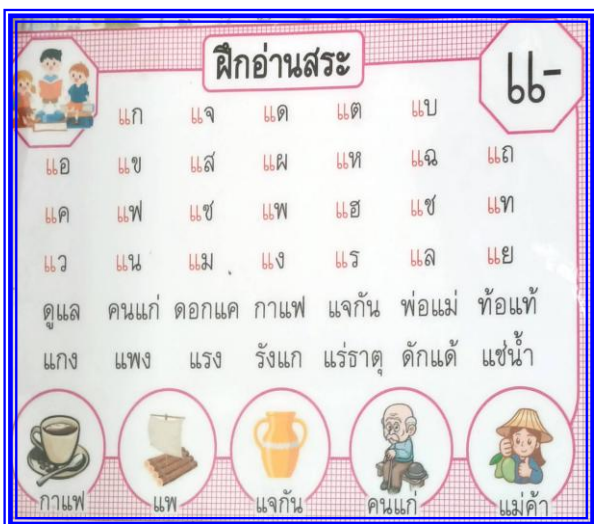 ฝึกอ่านสระ
แ-
แก แจ แด แต แบ
แอ แข แส แผ แห แฉ แถ
แค แฟ แซ แพ แฮ แช แท
แว แน แม แง แร แล แย
ดูแล คนแก่ ดอกแค กาแฟ แจกัน พ่อแม่ ท้อแท้
แกง แพง แรง รังแก แร่ธาตุ ดักแด้ แช่น้ำ
กาแฟ แพ แจกัน คนแก่ แม่ค้า